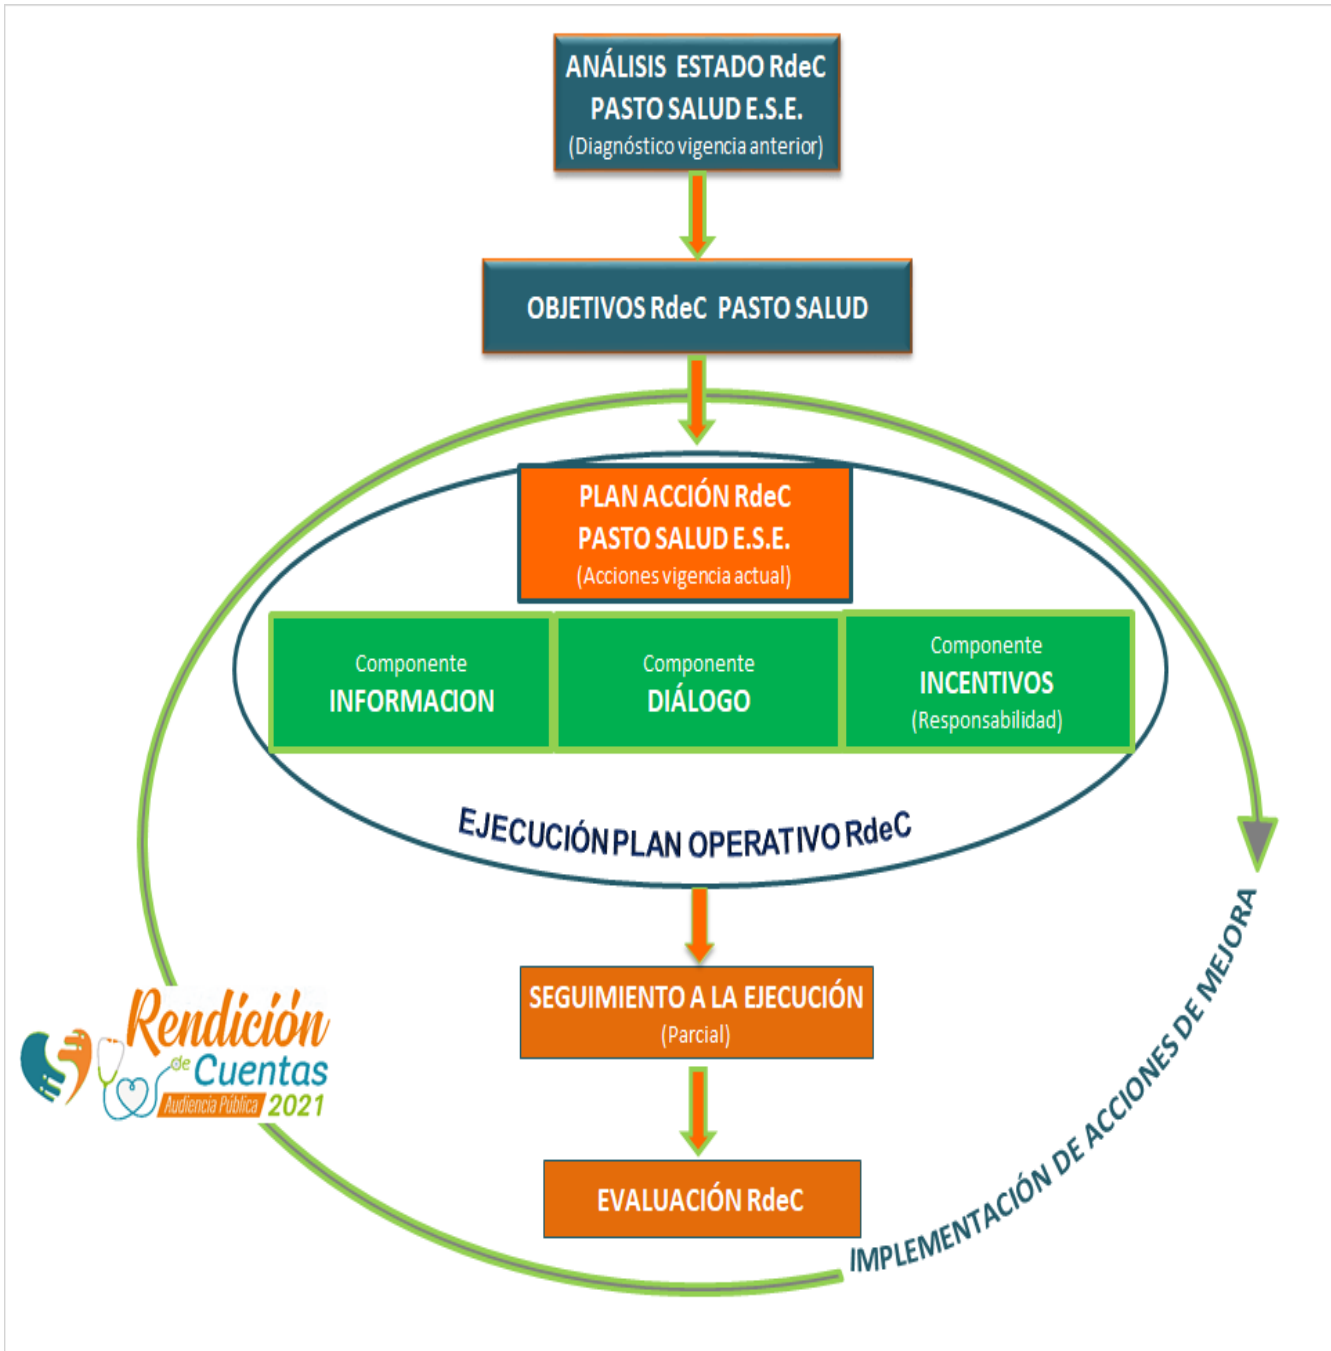 ANÁLISIS ESTADO RdeC
PASTO SALUD E.S.E.
(Diagnóstico vigencia anterior)
OBJETIVOS RdeC PASTO SALUD
PLAN ACCIÓN RdeC
PASTO SALUD E.S.E.
(Acciones vigencia actual)
Componente
INFORMACION
Componente
DIÁLOGO
Componente
INCENTIVOS
(Responsabilidad)
EJECUCIÓN PLAN OPERATIVO RdeC
SEGUIMIENTO A LA EJECUCIÓN
(Parcial)
EVALUACIÓN RdeC
IMPLEMENTACIÓN DE ACCIONES DE MEJORA
Rendición
de Cuentas
Audiencia Pública 2021